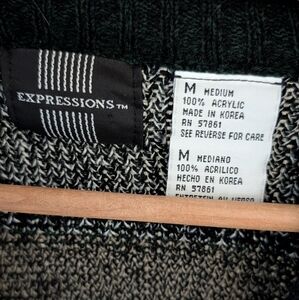 EXPRESSIONS™
M MEDIUM
100% ACRYLIC
MADE IN KOREA
RN 57861
SEE REVERSE FOR CARE
M MEDIANO
100% ACRILICO
HECHO EN KOREA
RN 57861